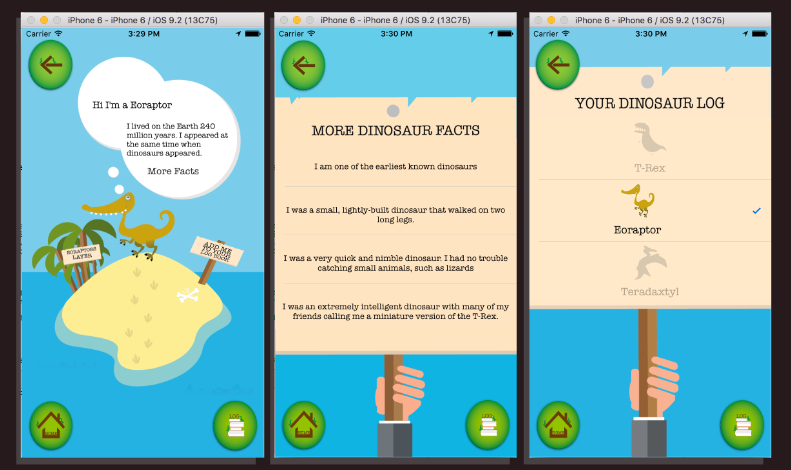 iPhone 6 - iPhone 6 / iOS 9.2 (13C75)
Carrier
3:29 PM
Hi I'm a Eoraptor
I lived on the Earth 240
million years. I appeared at
the same time when
dinosaurs appeared.
More Facts
EORAPTORS
LAYER
ADD ME
TO YOUR
LOG BOOK
LOG
iPhone 6 - iPhone 6 / iOS 9.2 (13C75)
Carrier
3:30 PM
MORE DINOSAUR FACTS
I am one of the earliest known dinosaurs
I was a small, lightly-built dinosaur that walked on two
long legs.
I was a very quick and nimble dinosaur. I had no trouble
catching small animals, such as lizards
I was an extremely intelligent dinosaur with many of my
friends calling me a miniature version of the T-Rex.
LOG
iPhone 6 - iPhone 6 / iOS 9.2 (13C75)
Carrier
3:30 PM
YOUR DINOSAUR LOG
T-Rex
Eoraptor
Teradaxtyl
LOG